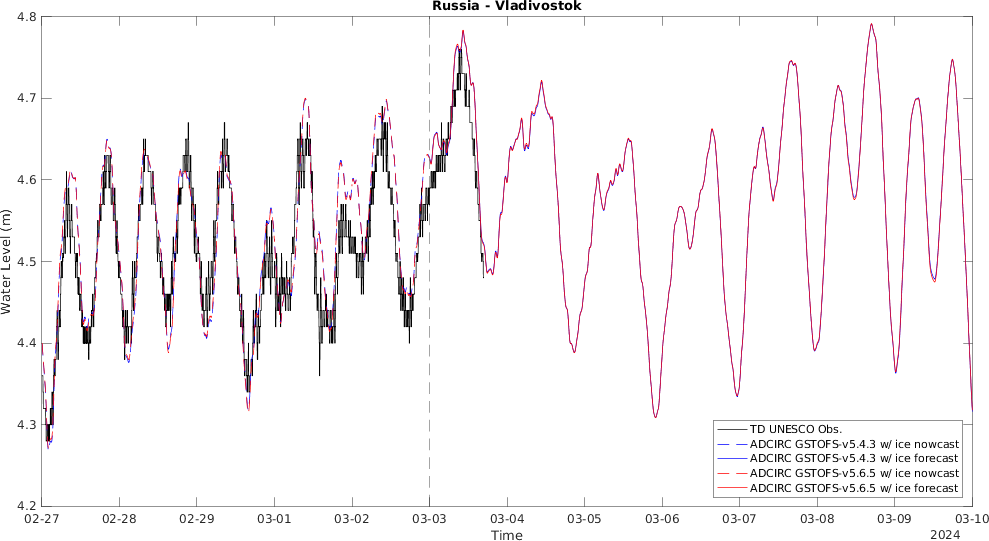 Russia - Vladivostok
4.8
4.7
4.6
4.5
4.4
4.3
4.2
Water Level (m)
02-27 02-28 02-29 03-01 03-02 03-03 03-04 03-05 03-06 03-07 03-08 03-09 03-10
Time
2024
TD UNESCO Obs.
ADCIRC GSTOFS-v5.4.3 w/ ice nowcast
ADCIRC GSTOFS-v5.4.3 w/ ice forecast
ADCIRC GSTOFS-v5.6.5 w/ ice nowcast
ADCIRC GSTOFS-v5.6.5 w/ ice forecast